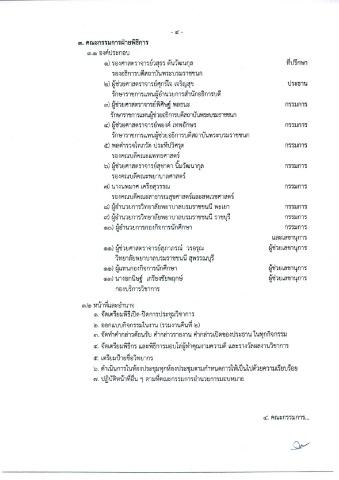 - ๔ -
๓. คณะกรรมการฝ่ายพิธีการ
๓.๑ องค์ประกอบ
๑) รองศาสตราจารย์วสุธร ตันวัฒนกุล ที่ปรึกษา
รองอธิการบดีสถาบันพระบรมราชชนก
๒) ผู้ช่วยศาสตราจารย์ศุกร์ใจ เจริญสุข ประธาน
รักษาราชการแทนผู้อำนวยการสำนักอธิการบดี
๓) ผู้ช่วยศาสตราจารย์พิศิษฐ์ พลธนะ กรรมการ
รักษาราชการแทนผู้ช่วยอธิการบดีสถาบันพระบรมราชชนก
๔) ผู้ช่วยศาสตราจารย์พยงค์ เทพอักษร กรรมการ
รักษาราชการแทนผู้ช่วยอธิการบดีสถาบันพระบรมราชชนก
๕) พลตำรวจโท ประทีปวิศรุต กรรมการ
รองคณบดีคณะแพทยศาสตร์
๖) ผู้ช่วยศาสตราจารย์สุชาดา นิ้มวัฒนากุล กรรมการ
รองคณบดีคณะพยาบาลศาสตร์
๗) นางนพมาศ เครือสุวรรณ กรรมการ
รองคณบดีคณะสาธารณสุขศาสตร์และสหเวชศาสตร์
๘) ผู้อำนวยการวิทยาลัยพยาบาลบรมราชชนนี พะเยา กรรมการ
๙) ผู้อำนวยการวิทยาลัยพยาบาลบรมราชชนนี ราชบุรี กรรมการ
๑๐) ผู้อำนวยการกองกิจการนักศึกษา กรรมการ
และเลขานุการ
๑๑) ผู้ช่วยศาสตราจารย์สุภาภรณ์ วรอรุณ ผู้ช่วยเลขานุการ
วิทยาลัยพยาบาลบรมราชชนนี สุพรรณบุรี
๑๒) ผู้แทนกองกิจการนักศึกษา ผู้ช่วยเลขานุการ
๑๓) นางชนิษฐ์ เกธียงชัยพฤกษ์ ผู้ช่วยเลขานุการ
กองบริการวิชาการ
๓.๒ หน้าที่และอำนาจ
๑. จัดเตรียมพิธีเปิด-ปิดการประชุมวิชาการ
๒. ออกแบบกิจกรรมในงาน (รวมงานคืนที่ ๒)
๓. จัดทำคำกล่าวต้อนรับ คำกล่าวรายงาน คำกล่าวเปิดของประธาน ในทุกกิจกรรม
๔. จัดเตรียมพิธีกร และพิธีการมอบโล่ผู้ทำคุณงามความดี และรางวัลผลงานวิชาการ
๕. เตรียมป้ายชื่อวิทยากร
๖. ดำเนินการในห้องประชุมทุกห้องประชุมตามกำหนดการให้เป็นไปด้วยความเรียบร้อย
๗. ปฏิบัติหน้าที่อื่น ๆ ตามที่คณะกรรมการอำนวยการมอบหมาย
๔. คณะกรรมการ...